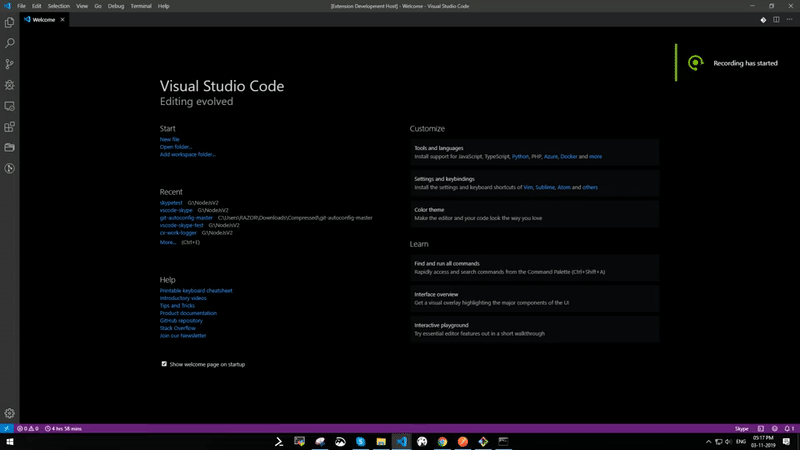 File Edit Selection View Go Debug Terminal Help
[Extension Development Host] - Welcome - Visual Studio Code
Welcome
Recording has started
Visual Studio Code
Editing evolved
Start
New file
Open folder...
Add workspace folder...
Recent
skypetest G:\NodeJsV2
vscode-skype G:\NodeJsV2
git-autoconfig-master C:\Users\RAZOR\Downloads\Compressed\git-autoconfig-master
vscode-skype-test G:\NodeJsV2
ce-work-logger G:\NodeJsV2
More... (Ctrl+E)
Help
Printable keyboard cheatsheet
Introductory videos
Tips and Tricks
Product documentation
GitHub repository
Stack Overflow
Join our Newsletter
Show welcome page on startup
Customize
Tools and languages
Install support for JavaScript, TypeScript, Python, PHP, Azure, Docker and more
Settings and keybindings
Install the settings and keyboard shortcuts of Vim, Sublime, Atom and others
Color theme
Make the editor and your code look the way you love
Learn
Find and run all commands
Rapidly access and search commands from the Command Palette (Ctrl+Shift+A)
Interface overview
Get a visual overlay highlighting the major components of the UI
Interactive playground
Try essential editor features out in a short walkthrough
0 0 4 hrs 58 mins
Skype
1
ENG
05:17 PM
03-11-2019